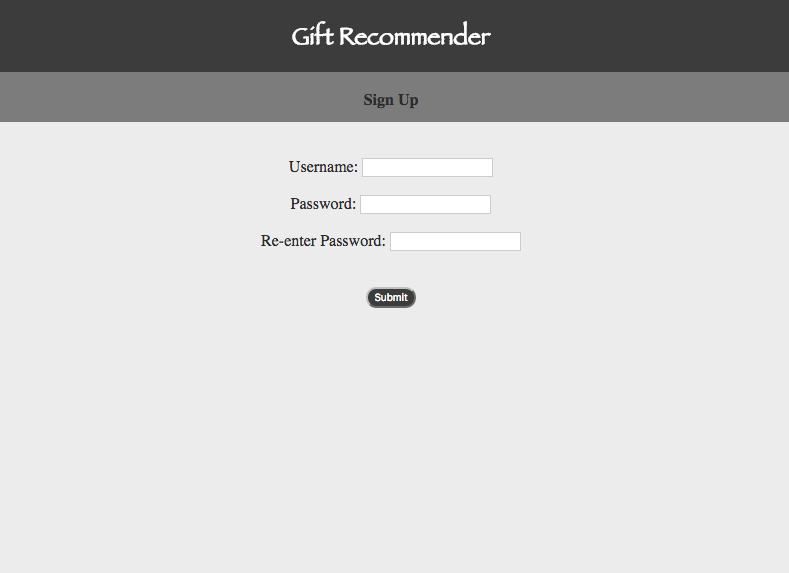 Gift Recommender
Sign Up
Username:
Password:
Re-enter Password:
Submit